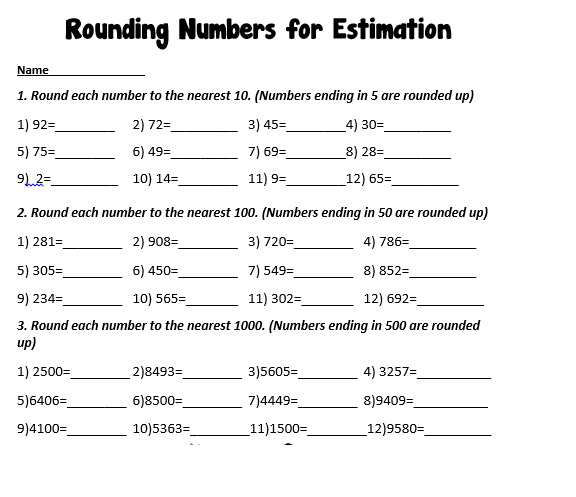 Rounding Numbers for Estimation
Name____________
1. Round each number to the nearest 10. (Numbers ending in 5 are rounded up)
1) 92=________ 2) 72=_________ 3) 45=________4) 30=_________
5) 75=________ 6) 49=_________ 7) 69=________8) 28=_________
9) 2=_________ 10) 14=________ 11) 9=________12) 65=_________
2. Round each number to the nearest 100. (Numbers ending in 50 are rounded up)
1) 281=________ 2) 908=________ 3) 720=________ 4) 786=_________
5) 305=________ 6) 450=________ 7) 549=________ 8) 852=_________
9) 234=________ 10) 565=_______ 11) 302=_______ 12) 692=_________
3. Round each number to the nearest 1000. (Numbers ending in 500 are rounded
up)
1) 2500=________ 2)8493=________ 3)5605=________ 4) 3257=__________
5)6406=________ 6)8500=________ 7)4449=________ 8)9409=__________
9)4100=________ 10)5363=________11)1500=________12)9580=_________